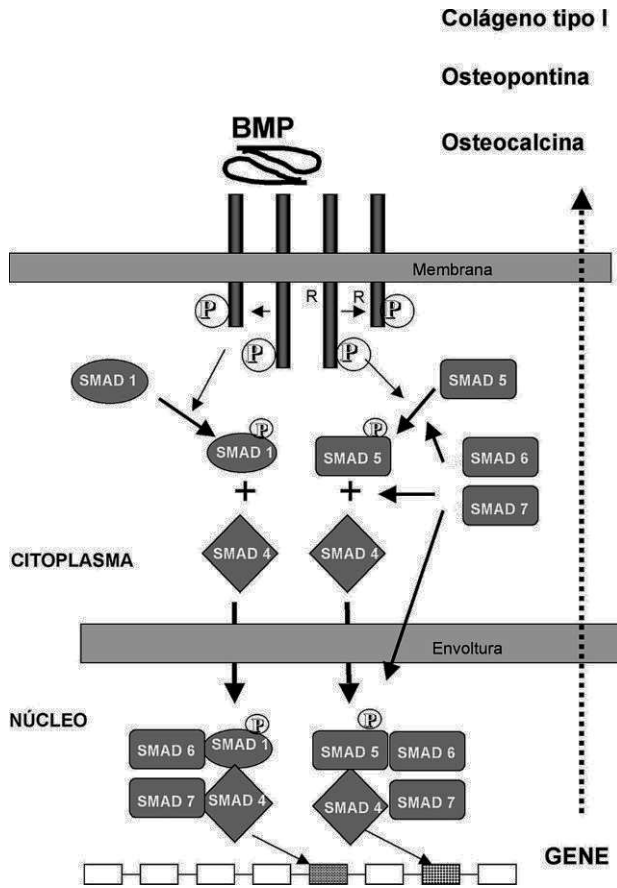 Colágeno tipo I
Osteopontina
BMP
Osteocalcina
Membrana
R R
P P
P P
SMAD 1
SMAD 5
P P
SMAD 1 SMAD 5
SMAD 6
+ +
SMAD 7
SMAD 4 SMAD 4
CITOPLASMA
Envoltura
NÚCLEO
P P
SMAD 6 SMAD 1 SMAD 5 SMAD 6
SMAD 7 SMAD 4 SMAD 4 SMAD 7
GENE